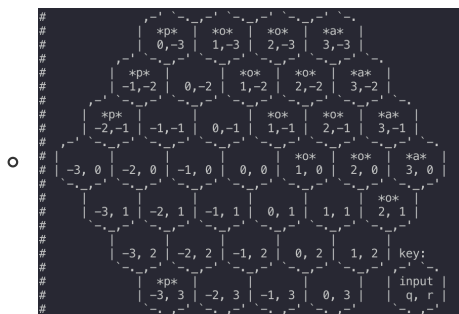 # ,-' `-._,-' `-._,-' `-._,-' `-.
# | *p* | *o* | *o* | *a* |
# | 0,-3 | 1,-3 | 2,-3 | 3,-3 |
# ,-' `-._,-' `-._,-' `-._,-' `-._,-' `-.
# | *p* | | *o* | *o* | *a* |
# | -1,-2 | 0,-2 | 1,-2 | 2,-2 | 3,-2 |
# ,-' `-._,-' `-._,-' `-._,-' `-._,-' `-._,-' `-.
# | *p* | | | *o* | *o* | *a* |
# | -2,-1 | -1,-1 | 0,-1 | 1,-1 | 2,-1 | 3,-1 |
# ,-' `-._,-' `-._,-' `-._,-' `-._,-' `-._,-' `-._,-' `-.
# | | | | | *o* | *o* | *a* |
# | -3, 0 | -2, 0 | -1, 0 | 0, 0 | 1, 0 | 2, 0 | 3, 0 |
# `-._,-' `-._,-' `-._,-' `-._,-' `-._,-' `-._,-' `-._,-'
# | | | | | | *o* |
# | -3, 1 | -2, 1 | -1, 1 | 0, 1 | 1, 1 | 2, 1 |
# `-._,-' `-._,-' `-._,-' `-._,-' `-._,-' `-._,-'
# | | | | | |
# | -3, 2 | -2, 2 | -1, 2 | 0, 2 | 1, 2 | key:
# `-._,-' `-._,-' `-._,-' `-._,-' `-._,-' ,-' `-.
# | *p* | | | | | input |
# | -3, 3 | -2, 3 | -1, 3 | 0, 3 | | q, r |
# `-._,-' `-._,-' `-._,-' `-._,-' `-._,-'